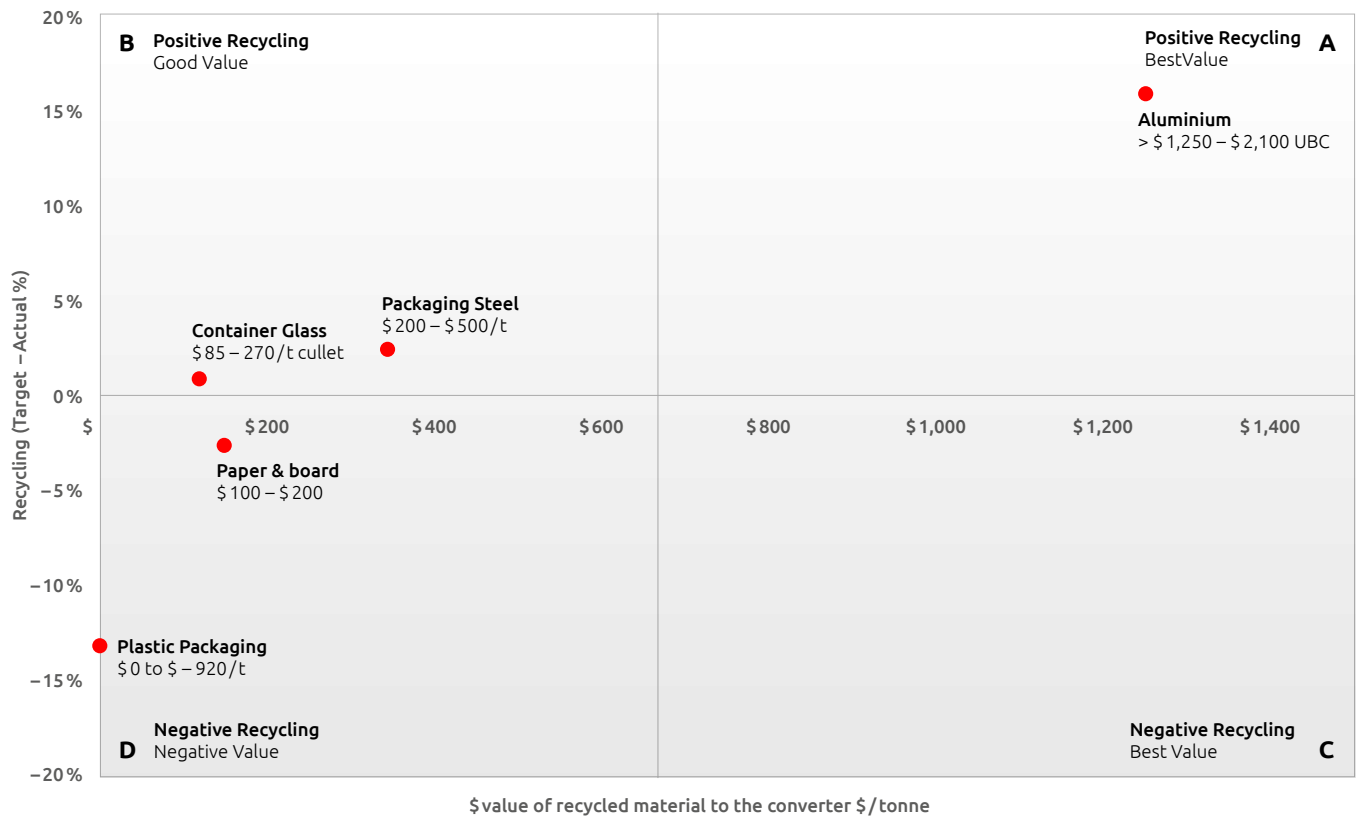 20 %
B
Positive Recycling
Good Value
Positive Recycling
BestValue
A
15 %
Aluminium
> $ 1,250 – $ 2,100 UBC
10 %
5 %
Packaging Steel
$ 200 – $ 500 / t
Container Glass
$ 85 – 270 / t cullet
0 %
$
$ 200
$ 400
$ 600
$ 800
$ 1,000
$ 1,200
$ 1,400
Paper & board
$ 100 – $ 200
– 5 %
Recycling (Target – Actual %)
– 10 %
Plastic Packaging
$ 0 to $ – 920 / t
– 15 %
D
Negative Recycling
Negative Value
Negative Recycling
Best Value
C
– 20 %
$ value of recycled material to the converter $ / tonne